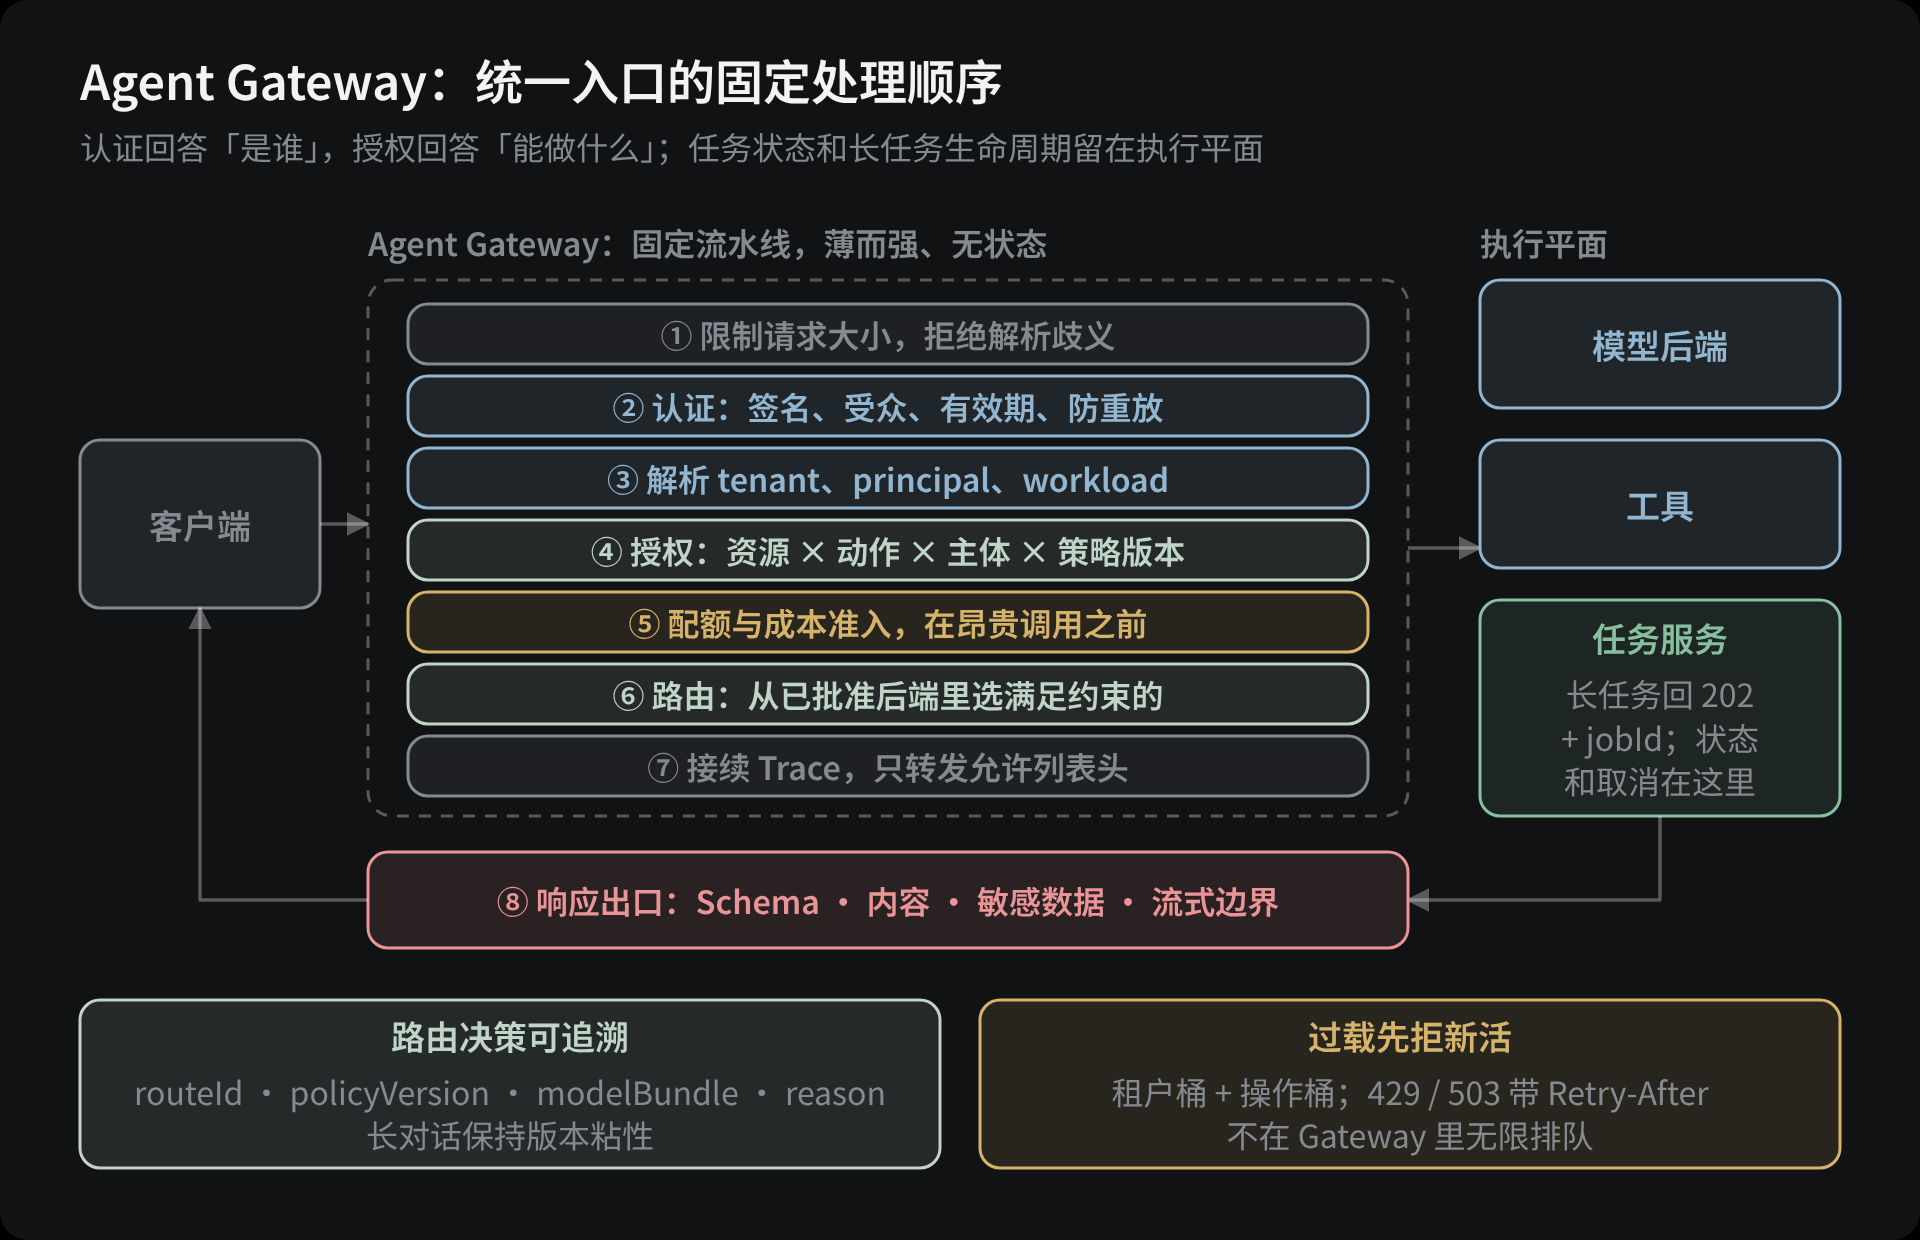 Agent Gateway：统一入口的固定处理顺序
认证回答「是谁」，授权回答「能做什么」；任务状态和长任务生命周期留在执行平面
Agent Gateway：固定流水线，薄而强、无状态
执行平面
客户端
① 限制请求大小，拒绝解析歧义
② 认证：签名、受众、有效期、防重放
③ 解析 tenant、principal、workload
④ 授权：资源 × 动作 × 主体 × 策略版本
⑤ 配额与成本准入，在昂贵调用之前
⑥ 路由：从已批准后端里选满足约束的
⑦ 接续 Trace，只转发允许列表头
模型后端
工具
任务服务
长任务回 202
+ jobId；状态
和取消在这里
⑧ 响应出口：Schema · 内容 · 敏感数据 · 流式边界
路由决策可追溯
routeId · policyVersion · modelBundle · reason
长对话保持版本粘性
过载先拒新活
租户桶 + 操作桶；429 / 503 带 Retry-After
不在 Gateway 里无限排队